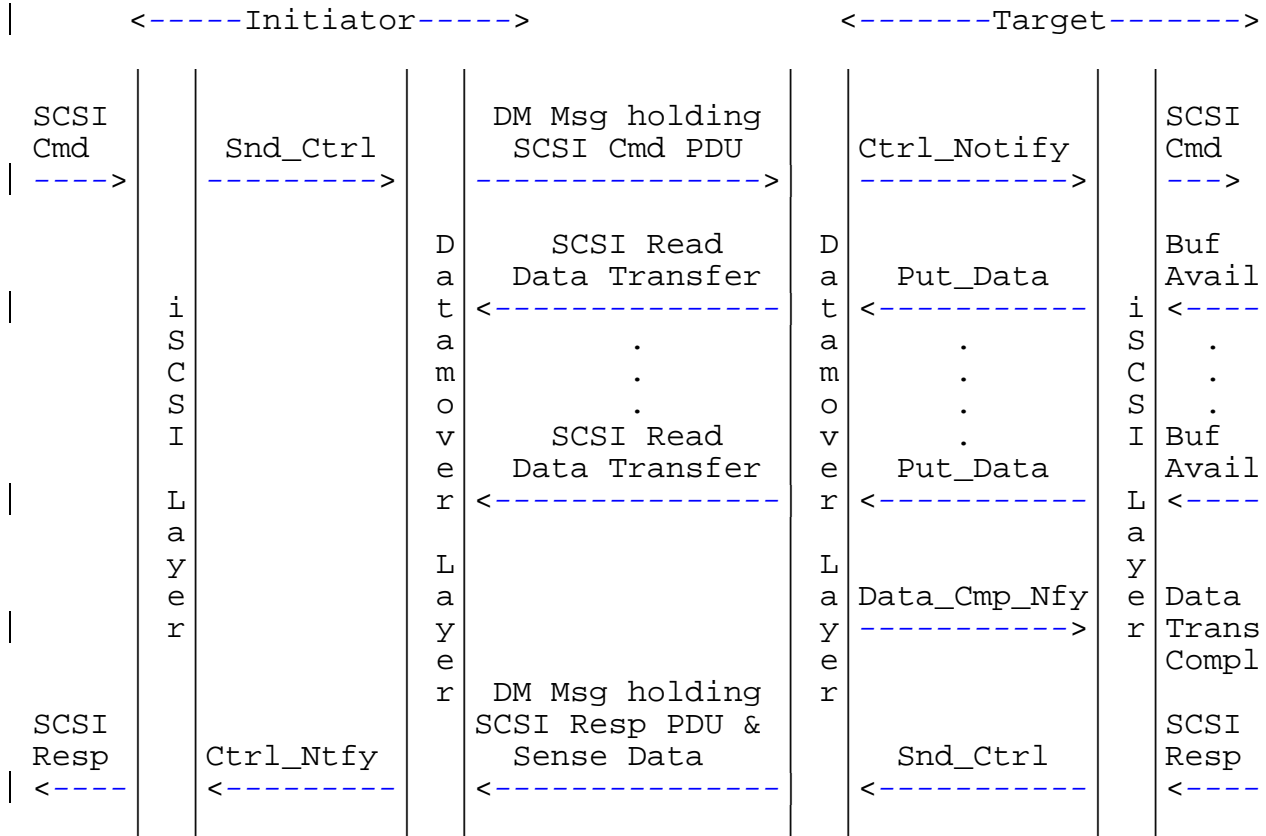 |       <-----Initiator----->                <-------Target------->
SCSI                        DM Msg holding                      SCSI
Cmd       Snd_Ctrl           SCSI Cmd PDU       Ctrl_Notify     Cmd
| ---->    --------->        --------------->   ----------->    --->
D      SCSI Read      D                  Buf
a    Data Transfer    a    Put_Data      Avail
|   i   t <---------------   t <-----------   i <----
S   a        .        a       .       S   .
C   m        .        m       .       C   .
S   o        .        o       .       S   .
I   v      SCSI Read      v       .       I Buf
e    Data Transfer    e    Put_Data      Avail
|   L   r <---------------   r <-----------   L <----
a   a
y   L   L   y
e   a   a Data_Cmp_Nfy   e Data
|   r   y   y ----------->   r Trans
e   e   Compl
r  DM Msg holding   r
SCSI       SCSI Resp PDU &       SCSI
Resp   Ctrl_Ntfy   Sense Data   Snd_Ctrl   Resp
| <----   <---------   <---------------   <-----------   <----